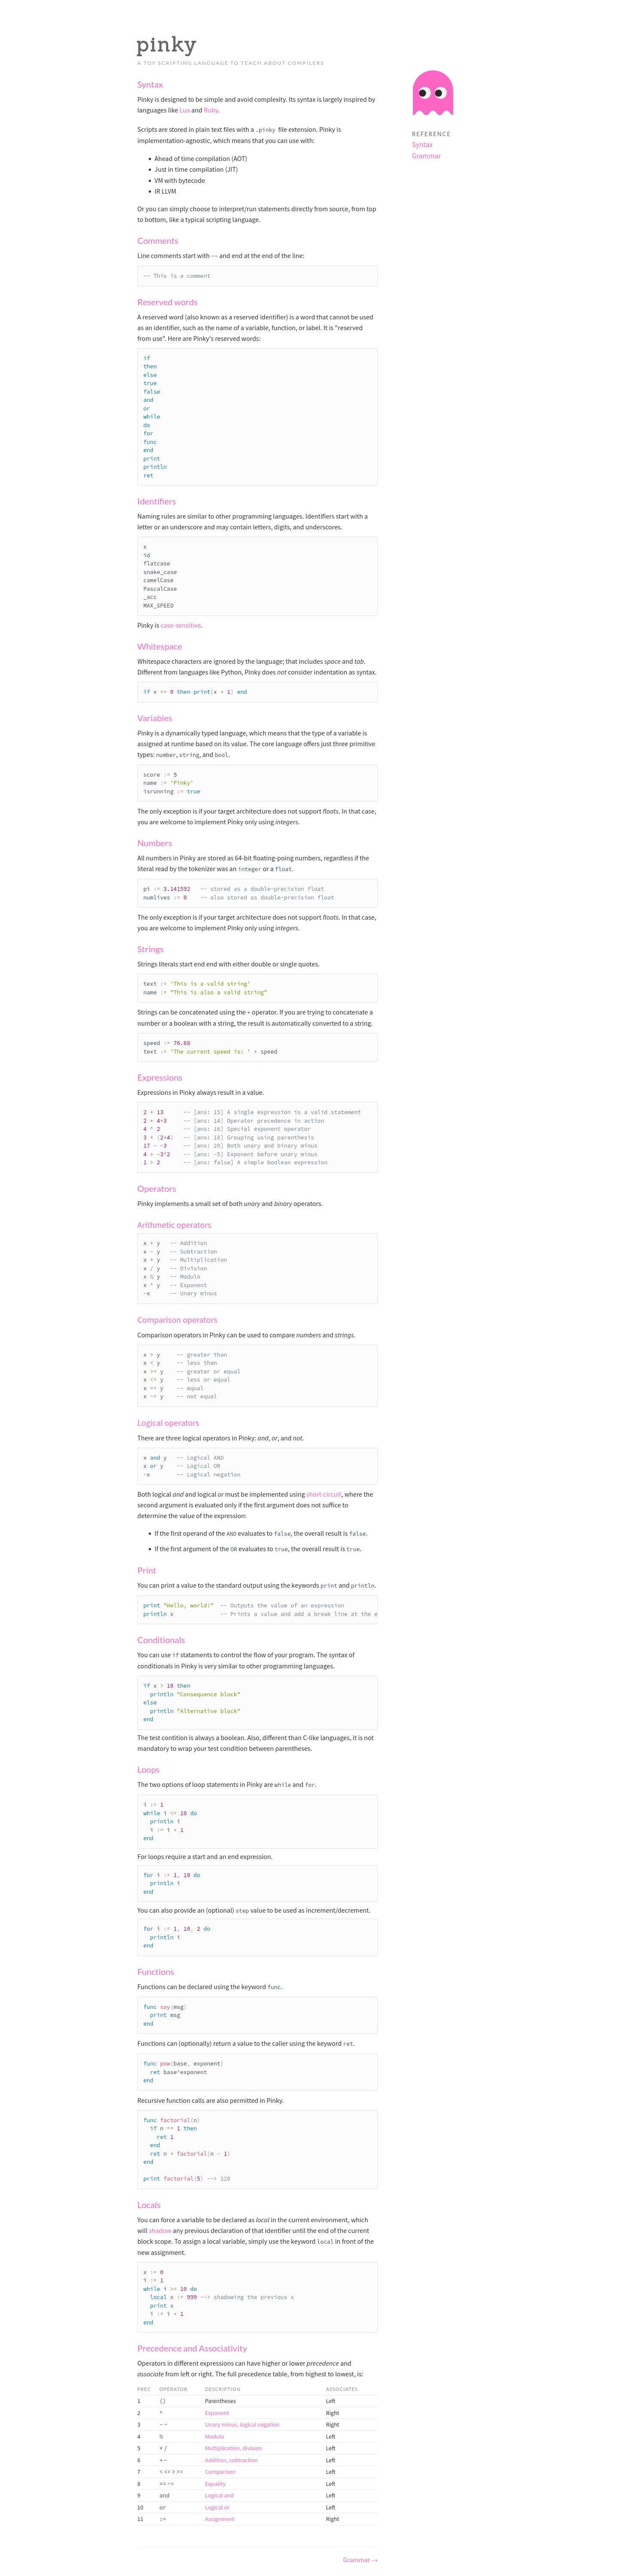 pinky
A TOY SCRIPTING LANGUAGE TO TEACH ABOUT COMPILERS
REFERENCE
Syntax
Grammar
Syntax
Pinky is designed to be simple and avoid complexity. Its syntax is largely inspired by
languages like Lua and Ruby.
Scripts are stored in plain text files with a .pinky file extension. Pinky is
implementation-agnostic, which means that you can use with:
• Ahead of time compilation (AOT)
• Just in time compilation (JIT)
• VM with bytecode
• IR LLVM
Or you can simply choose to interpret/run statements directly from source, from top
to bottom, like a typical scripting language.
Comments
Line comments start with -- and end at the end of the line:
-- This is a comment
Reserved words
A reserved word (also known as a reserved identifier) is a word that cannot be used
as an identifier, such as the name of a variable, function, or label. It is "reserved
from use". Here are Pinky's reserved words:
if
then
else
true
false
and
or
while
do
for
func
end
print
println
ret
Identifiers
Naming rules are similar to other programming languages. Identifiers start with a
letter or an underscore and may contain letters, digits, and underscores.
x
id
flatcase
snake_case
camelCase
PascalCase
_acc
MAX_SPEED
Pinky is case-sensitive.
Whitespace
Whitespace characters are ignored by the language; that includes space and tab.
Different from languages like Python, Pinky does not consider indentation as syntax.
if x == 0 then print(x + 1) end
Variables
Pinky is a dynamically typed language, which means that the type of a variable is
assigned at runtime based on its value. The core language offers just three primitive
types: number, string, and bool.
score := 5
name := 'Pinky'
isrunning := true
The only exception is if your target architecture does not support floats. In that case,
you are welcome to implement Pinky only using integers.
Numbers
All numbers in Pinky are stored as 64-bit floating-poing numbers, regardless if the
literal read by the tokenizer was an integer or a float.
pi := 3.141592 -- stored as a double-precision float
numlives := 0 -- also stored as double-precision float
The only exception is if your target architecture does not support floats. In that case,
you are welcome to implement Pinky only using integers.
Strings
Strings literals start end end with either double or single quotes.
text := 'This is a valid string'
name := "This is also a valid string"
Strings can be concatenated using the + operator. If you are trying to concatenate a
number or a boolean with a string, the result is automatically converted to a string.
speed := 76.68
text := 'The current speed is: ' + speed
Expressions
Expressions in Pinky always result in a value.
2 + 13 -- [ans: 15] A single expression is a valid statement
2 + 4*3 -- [ans: 14] Operator precedence in action
4 ^ 2 -- [ans: 16] Special exponent operator
3 * (2+4) -- [ans: 18] Grouping using parenthesis
17 - -3 -- [ans: 20] Both unary and binary minus
4 + -3^2 -- [ans: -5] Exponent before unary minus
1 > 2 -- [ans: false] A simple boolean expression
Operators
Pinky implements a small set of both unary and binary operators.
Arithmetic operators
x + y -- Addition
x - y -- Subtraction
x * y -- Multiplication
x / y -- Division
x % y -- Modulo
x ^ y -- Exponent
-x -- Unary minus
Comparison operators
Comparison operators in Pinky can be used to compare numbers and strings.
x > y -- greater than
x < y -- less than
x >= y -- greater or equal
x <= y -- less or equal
x == y -- equal
x ~= y -- not equal
Logical operators
There are three logical operators in Pinky: and, or, and not.
x and y -- Logical AND
x or y -- Logical OR
~x -- Logical negation
Both logical and and logical or must be implemented using short-circuit, where the
second argument is evaluated only if the first argument does not suffice to
determine the value of the expression:
• If the first operand of the AND evaluates to false, the overall result is false.
• If the first argument of the OR evaluates to true, the overall result is true.
Print
You can print a value to the standard output using the keywords print and println.
print "Hello, world!" -- Outputs the value of an expression
println x -- Prints a value and add a break line at the e
Conditionals
You can use if stataments to control the flow of your program. The syntax of
conditionals in Pinky is very similar to other programming languages.
if x > 10 then
println "Consequence block"
else
println "Alternative block"
end
The test contition is always a boolean. Also, different than C-like languages, it is not
mandatory to wrap your test condition between parentheses.
Loops
The two options of loop statements in Pinky are while and for.
i := 1
while i <= 10 do
println i
i := i + 1
end
For loops require a start and an end expression.
for i := 1, 10 do
println i
end
You can also provide an (optional) step value to be used as increment/decrement.
for i := 1, 10, 2 do
println i
end
Functions
Functions can be declared using the keyword func.
func say(msg)
print msg
end
Functions can (optionally) return a value to the caller using the keyword ret.
func pow(base, exponent)
ret base^exponent
end
Recursive function calls are also permitted in Pinky.
func factorial(n)
if n == 1 then
ret 1
end
ret n * factorial(n - 1)
end
print factorial(5) --> 120
Locals
You can force a variable to be declared as local in the current environment, which
will shadow any previous declaration of that identifier until the end of the current
block scope. To assign a local variable, simply use the keyword local in front of the
new assignment.
x := 0
i := 1
while i >= 10 do
local x := 999 --> shadowing the previous x
print x
i := i + 1
end
Precedence and Associativity
Operators in different expressions can have higher or lower precedence and
associate from left or right. The full precedence table, from highest to lowest, is:
PREC OPERATOR DESCRIPTION ASSOCIATES
1 () Parentheses Left
2 ^ Exponent Right
3 - ~ Unary minus, logical negation Right
4 % Modulo Left
5 * / Multiplication, division Left
6 + - Addition, subtraction Left
7 < <= > >= Comparison Left
8 == ~= Equality Left
9 and Logical and Left
10 or Logical or Left
11 := Assignment Right
Grammar →